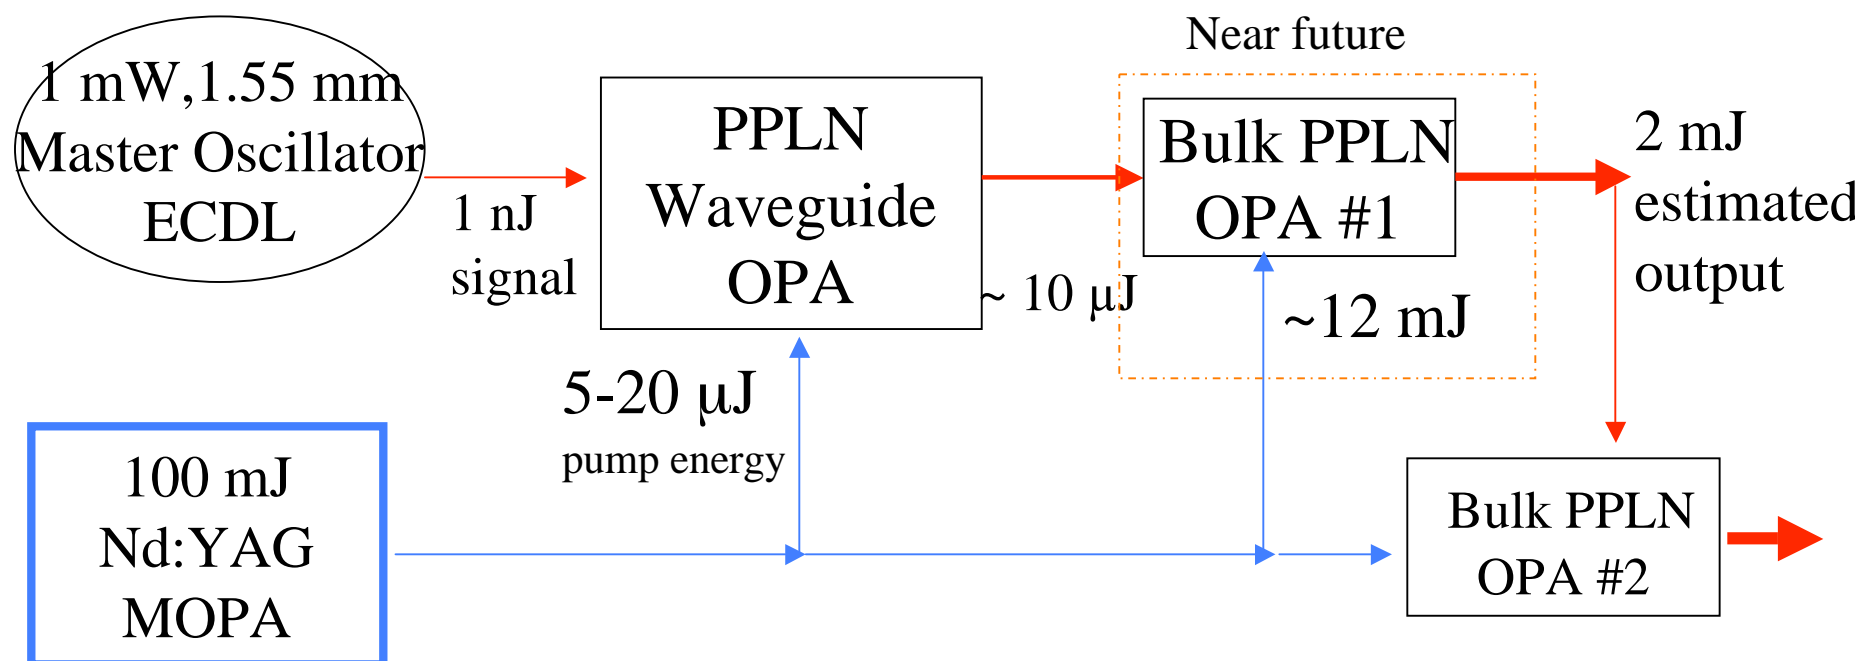 Near future
1 mW,1.55 mm
Master Oscillator
ECDL
1 nJ
signal
PPLN
Waveguide
OPA
~ 10 μJ
Bulk PPLN
OPA #1
2 mJ
estimated
output
~12 mJ
5-20 μJ
pump energy
100 mJ
Nd:YAG
MOPA
Bulk PPLN
OPA #2